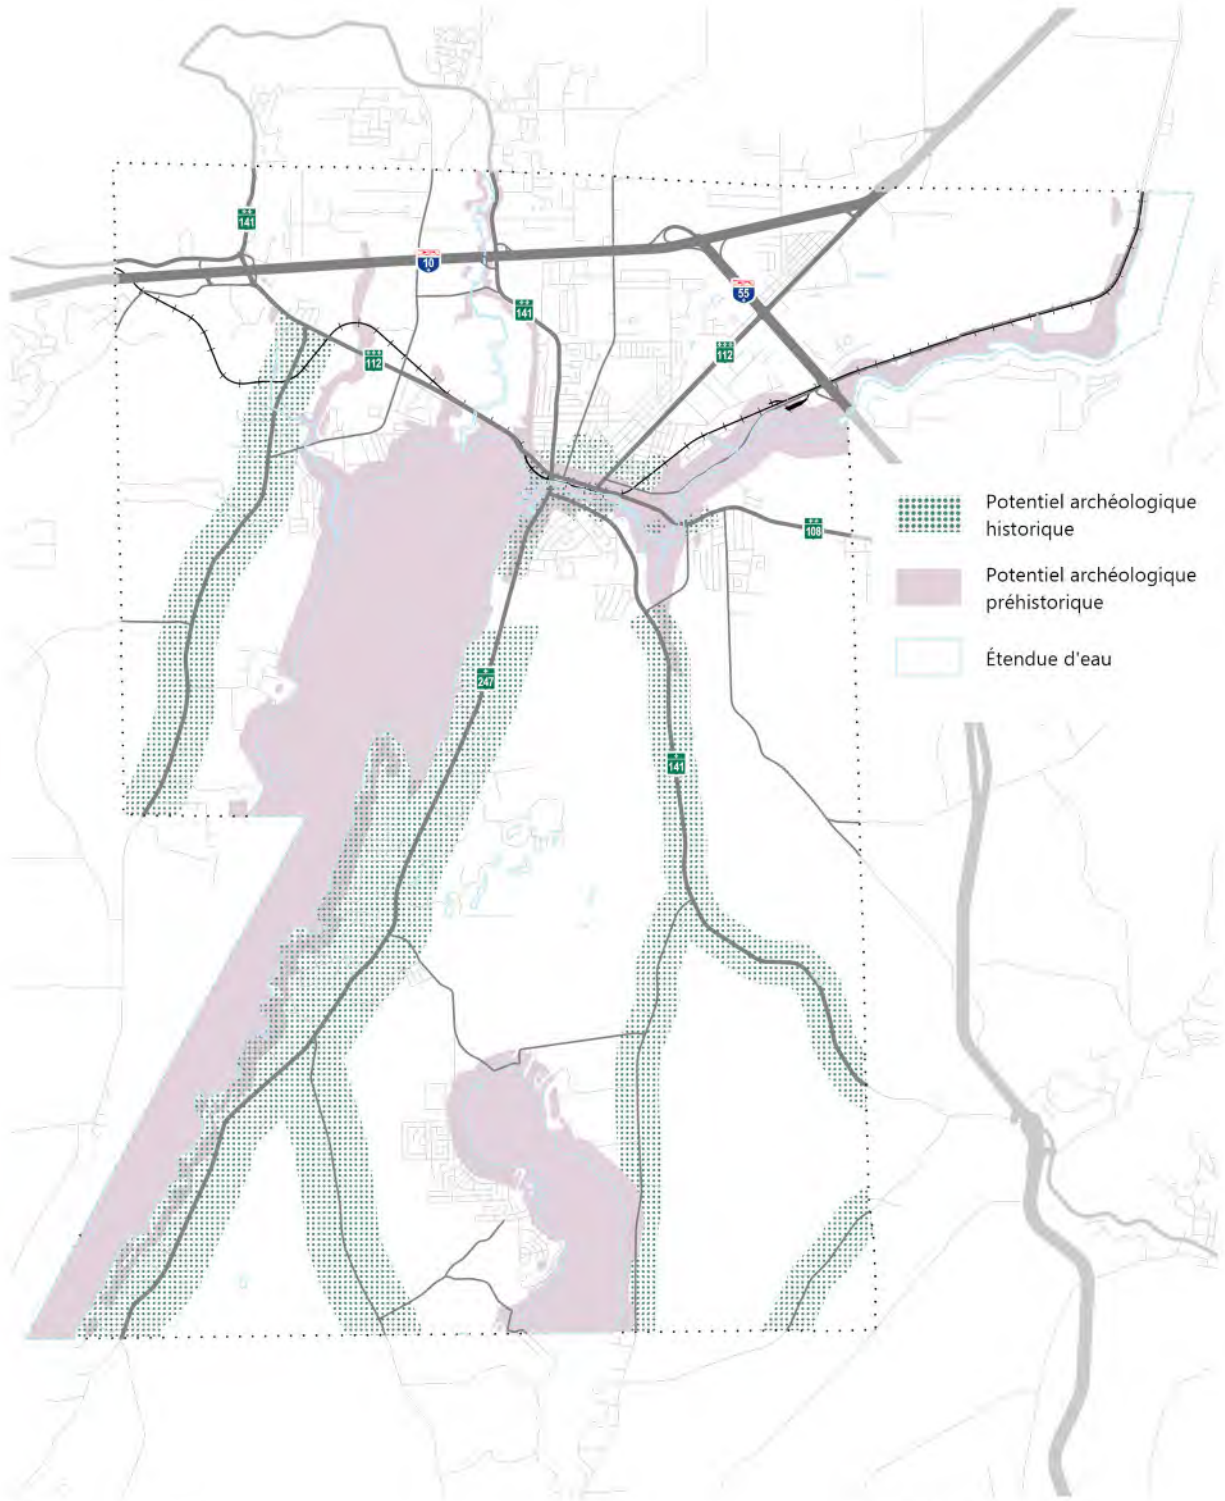 141
10
141
55
112
112
108
247
141
Potentiel archéologique
historique
Potentiel archéologique
préhistorique
Étendue d'eau